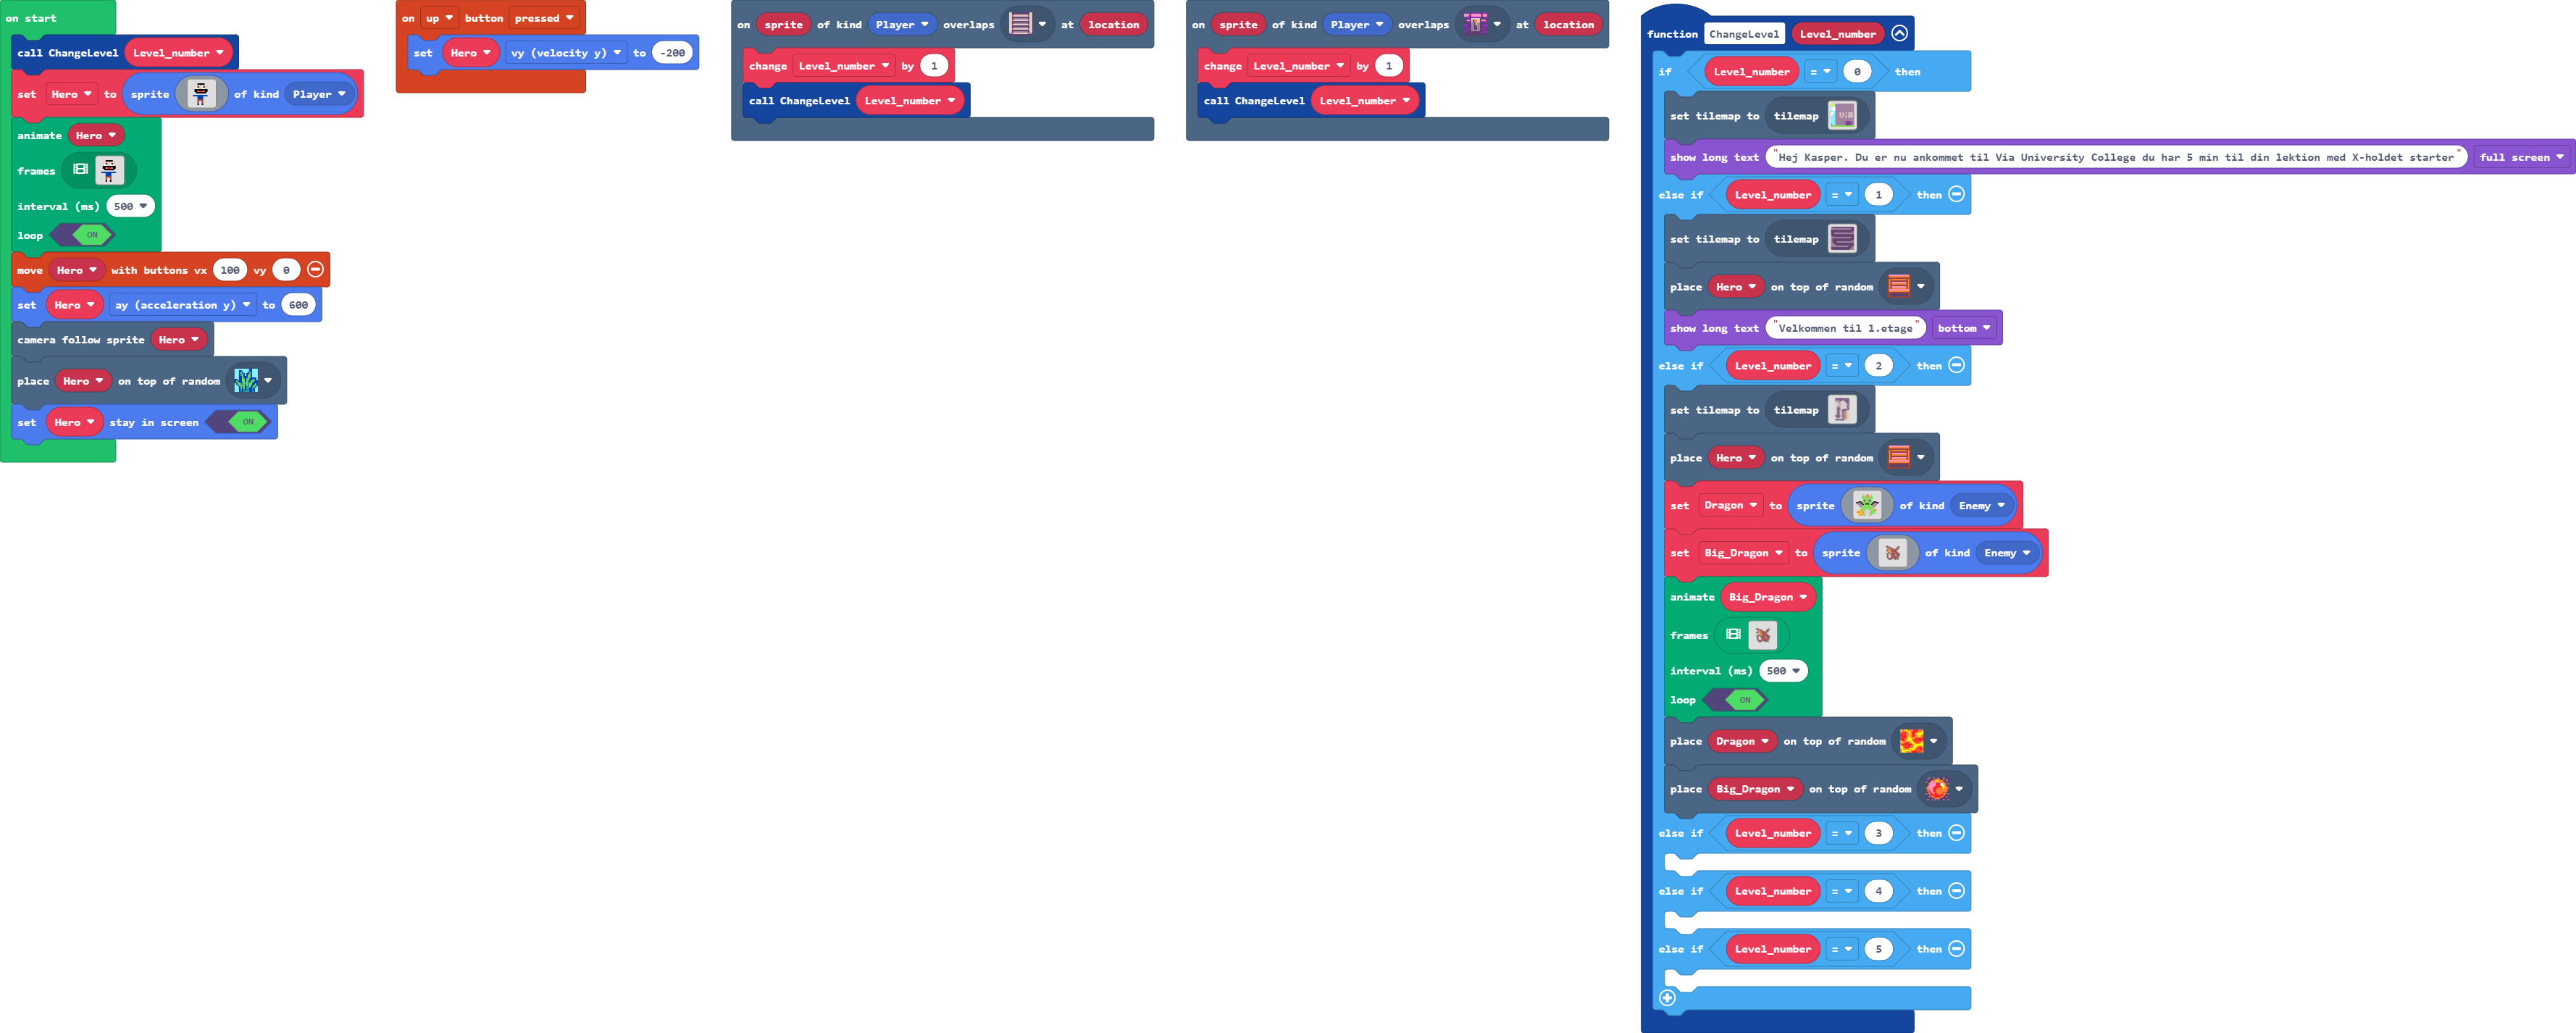 on start
call ChangeLevel Level_number
set Hero to sprite of kind Player
animate Hero
frames
interval (ms) 500
loop ON
move Hero with buttons vx 100 vy 0
set Hero ay (acceleration y) to 600
camera follow sprite Hero
place Hero on top of random
set Hero stay in screen ON
on up button pressed
set Hero vy (velocity y) to -200
on sprite of kind Player overlaps at location
change Level_number by 1
call ChangeLevel Level_number
on sprite of kind Player overlaps at location
change Level_number by 1
call ChangeLevel Level_number
function ChangeLevel Level_number
if Level_number = 0 then
set tilemap to tilemap VIA
show long text "Hej Kasper. Du er nu ankommet til Via University College du har 5 min til din lektion med X-holdet starter" full screen
else if Level_number = 1 then
set tilemap to tilemap
place Hero on top of random
show long text "Velkommen til 1.etage" bottom
else if Level_number = 2 then
set tilemap to tilemap
place Hero on top of random
set Dragon to sprite of kind Enemy
set Big_Dragon to sprite of kind Enemy
animate Big_Dragon
frames
interval (ms) 500
loop ON
place Dragon on top of random
place Big_Dragon on top of random
else if Level_number = 3 then
else if Level_number = 4 then
else if Level_number = 5 then